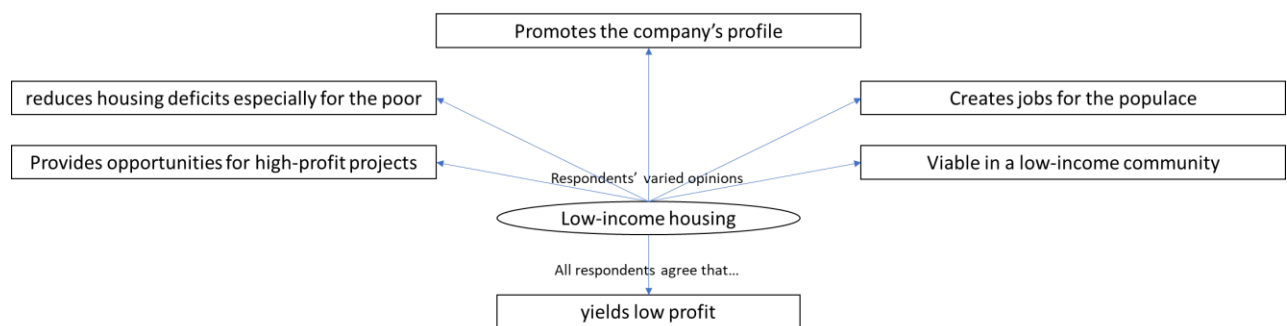 Promotes the company’s profile
reduces housing deficits especially for the poor
Creates jobs for the populace
Provides opportunities for high-profit projects
Viable in a low-income community
Respondents’ varied opinions
Low-income housing
All respondents agree that…
yields low profit